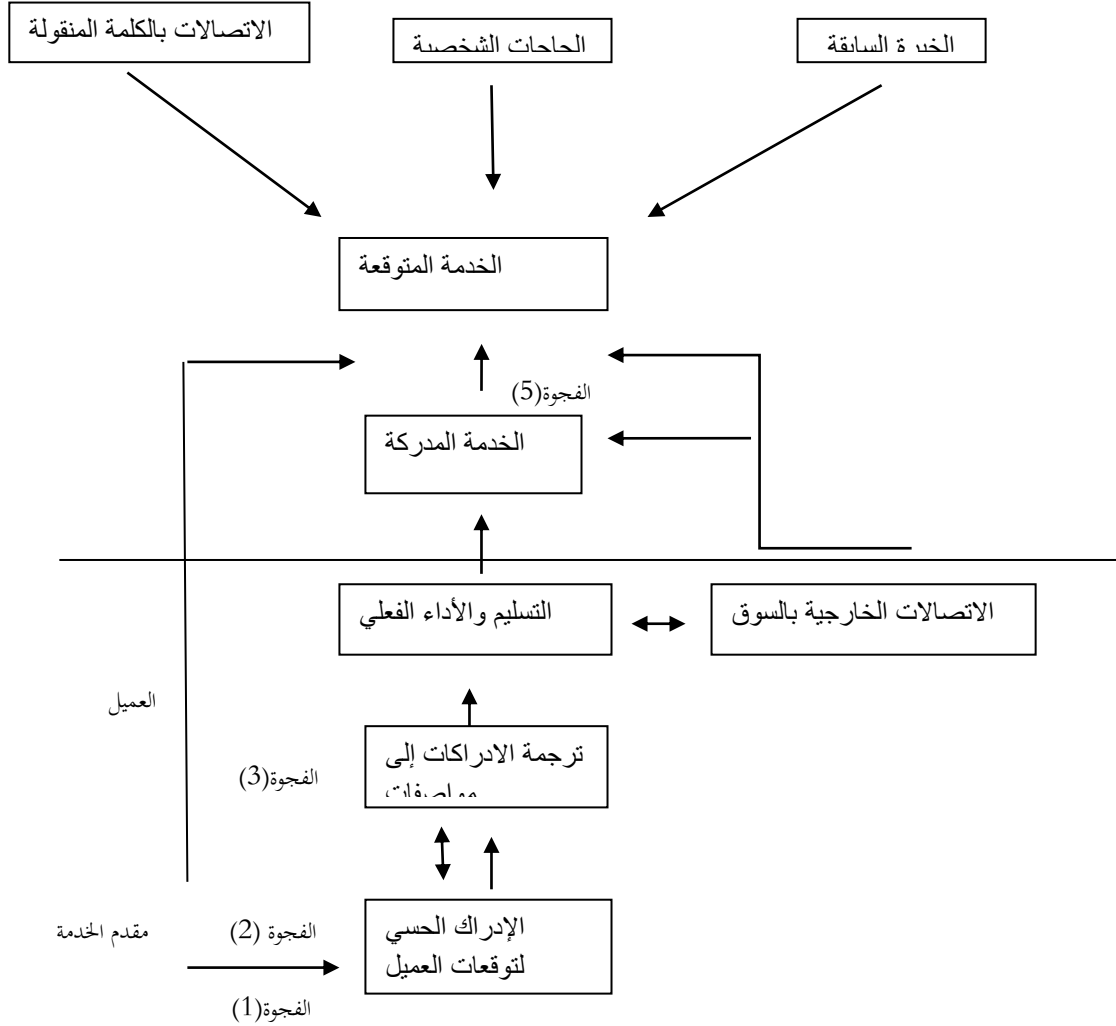 الخبرة السابقة
الحاجات الشخصية
الاتصالات بالكلمة المنقولة
الخدمة المتوقعة
الفجوة(5)
الخدمة المدركة
التسليم والأداء الفعلي
الاتصالات الخارجية بالسوق
العميل
ترجمة الادراكات إلى
مواصفات
الفجوة(3)
الإدراك الحسي
لتوقعات العميل
الفجوة (2)
مقدم الخدمة
الفجوة(1)